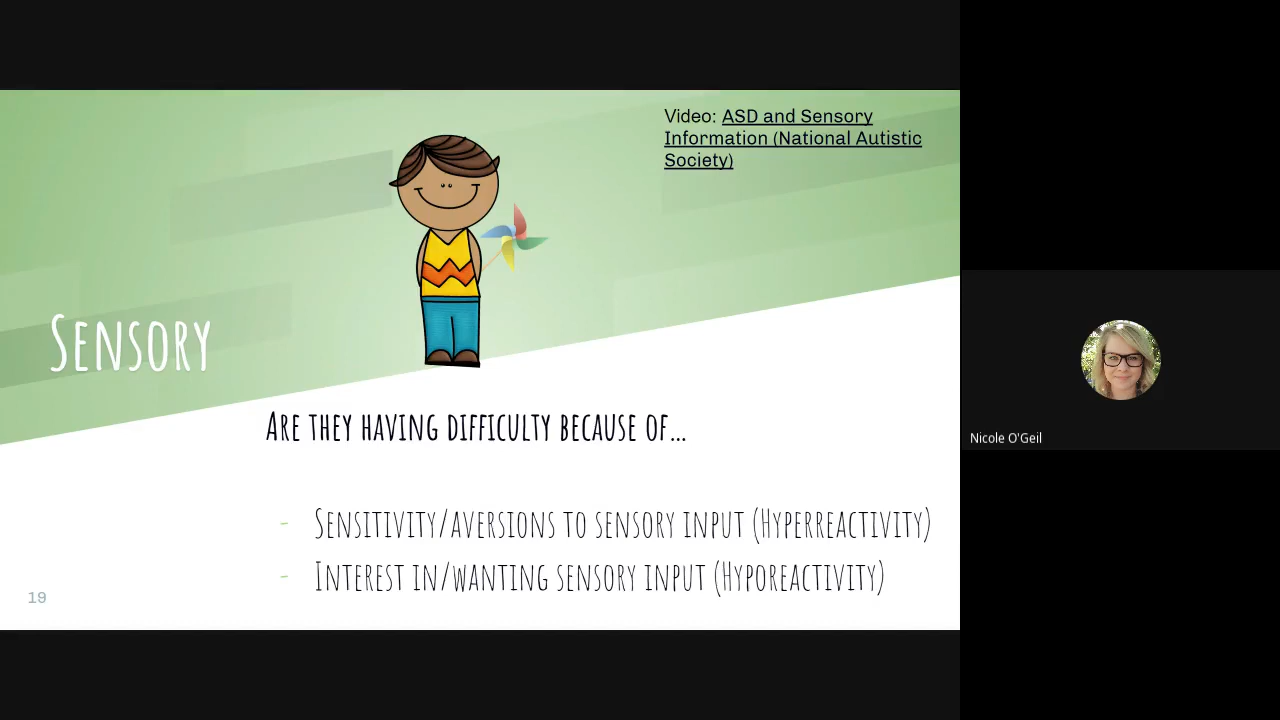 Video: ASD and Sensory
Information (National Autistic
Society)
Sensory
Are they having difficulty because of...
- Sensitivity/aversions to sensory input (Hyperreactivity)
- Interest in/wanting sensory input (Hyporeactivity)
19
Nicole O'Geil